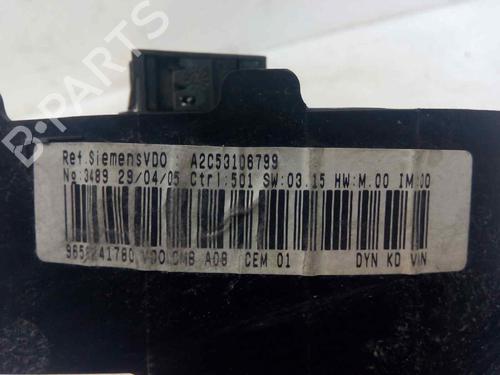 B-PARTS
Ref.SiemensVDO : A2C53106799
No:3489 29/04/05 Ctrl:501 SW:03.15 HW:M.00 IM:00
VDO CMB A08 CEM 01 DYN KD VIN